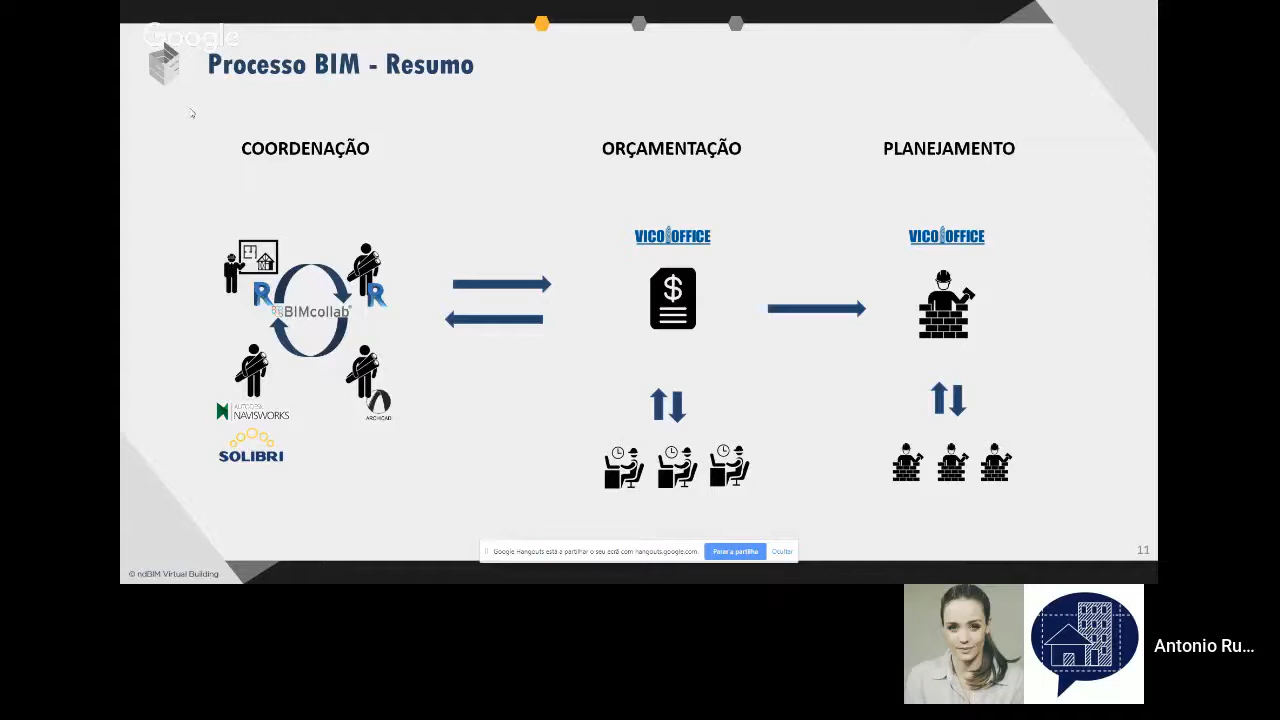 Google
Processo BIM - Resumo
COORDENAÇÃO
ORÇAMENTAÇÃO
PLANEJAMENTO
VICO OFFICE
VICO OFFICE
$
R
R
BIMcollab®
AUTODESK
NAVISWORKS
ARCHICAD
SOLIBRI
Google Hangouts está a partilhar o seu ecrã com hangouts.google.com.
Parar a partilha
Ocultar
11
© ndBIM Virtual Building
Antonio Ru...